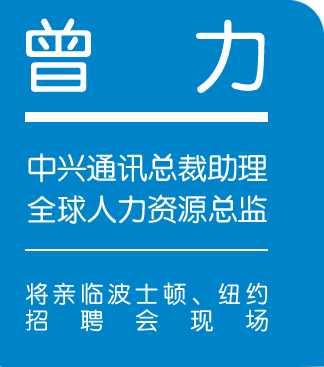 曾力
中兴通讯总裁助理
全球人力资源总监
将亲临波士顿、纽约
招聘会现场